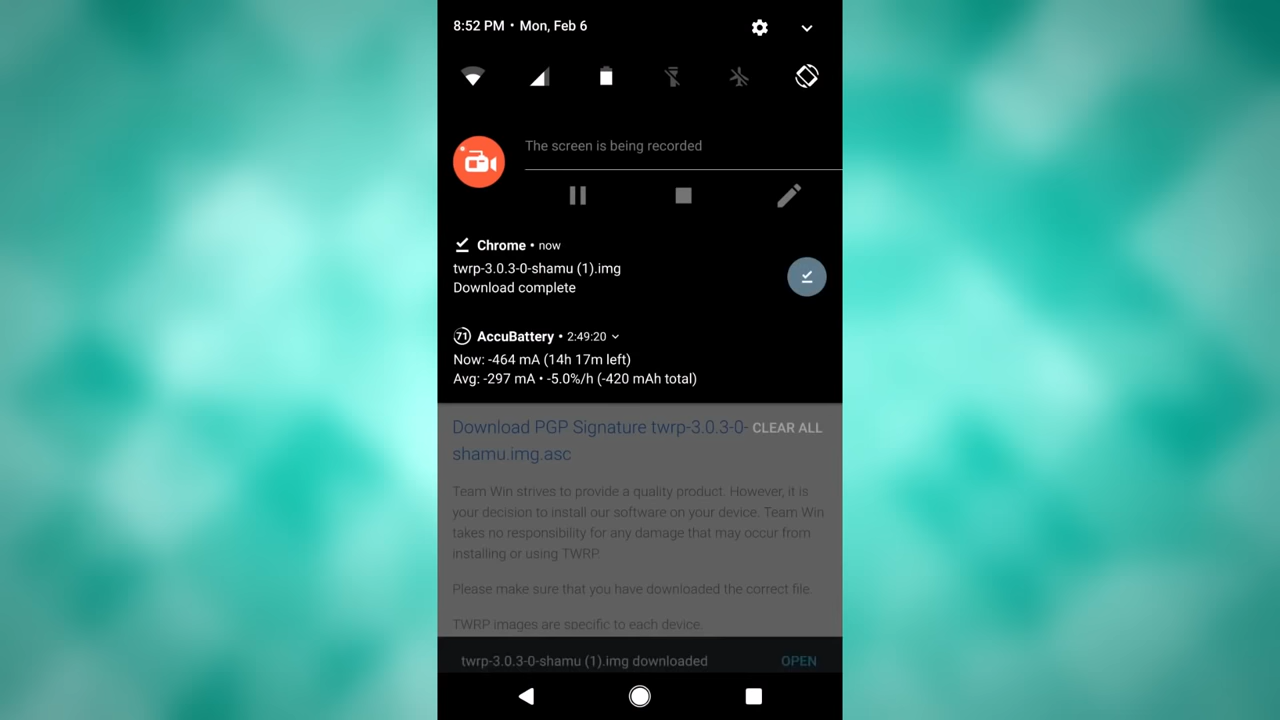 8:52 PM • Mon, Feb 6
The screen is being recorded
Chrome • now
twrp-3.0.3-0-shamu (1).img
Download complete
71 AccuBattery • 2:49:20
Now: -464 mA (14h 17m left)
Avg: -297 mA • -5.0%/h (-420 mAh total)
Download PGP Signature twrp-3.0.3-0- CLEAR ALL
shamu.img.asc
Team Win strives to provide a quality product. However, it is
your decision to install our software on your device. Team Win
takes no responsibility for any damage that may occur from
installing or using TWRP.
Please make sure that you have downloaded the correct file.
TWRP images are specific to each device.
twrp-3.0.3-0-shamu (1).img downloaded OPEN